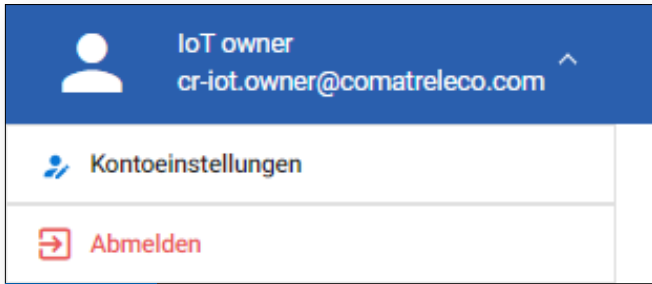 IoT owner
cr-iot.owner@comatreleco.com
Kontoeinstellungen
Abmelden